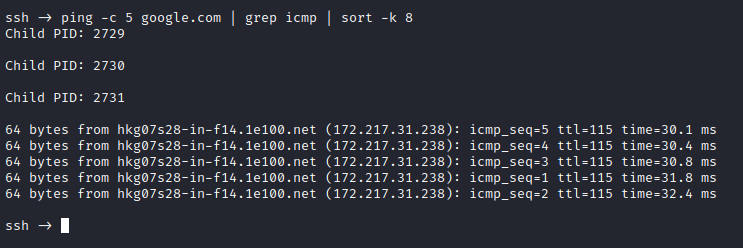 ssh -> ping -c 5 google.com | grep icmp | sort -k 8
Child PID: 2729
Child PID: 2730
Child PID: 2731
64 bytes from hkg07s28-in-f14.1e100.net (172.217.31.238): icmp_seq=5 ttl=115 time=30.1 ms
64 bytes from hkg07s28-in-f14.1e100.net (172.217.31.238): icmp_seq=4 ttl=115 time=30.4 ms
64 bytes from hkg07s28-in-f14.1e100.net (172.217.31.238): icmp_seq=3 ttl=115 time=30.8 ms
64 bytes from hkg07s28-in-f14.1e100.net (172.217.31.238): icmp_seq=1 ttl=115 time=31.8 ms
64 bytes from hkg07s28-in-f14.1e100.net (172.217.31.238): icmp_seq=2 ttl=115 time=32.4 ms
ssh ->